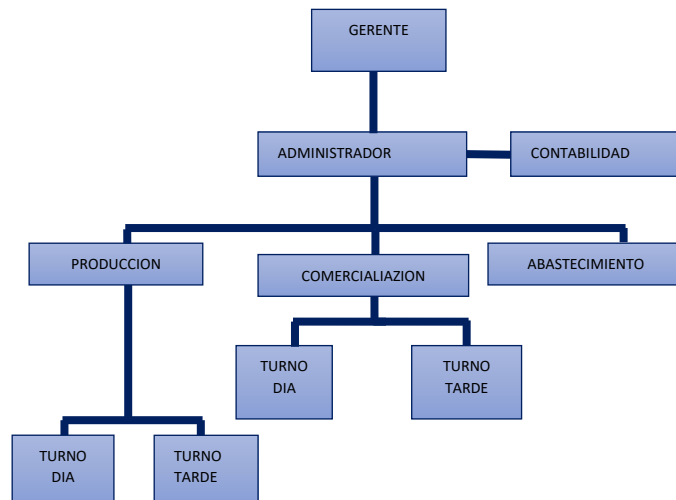 GERENTE
ADMINISTRADOR
CONTABILIDAD
PRODUCCION
COMERCIALIAZION
ABASTECIMIENTO
TURNO
DIA
TURNO
TARDE
TURNO
DIA
TURNO
TARDE